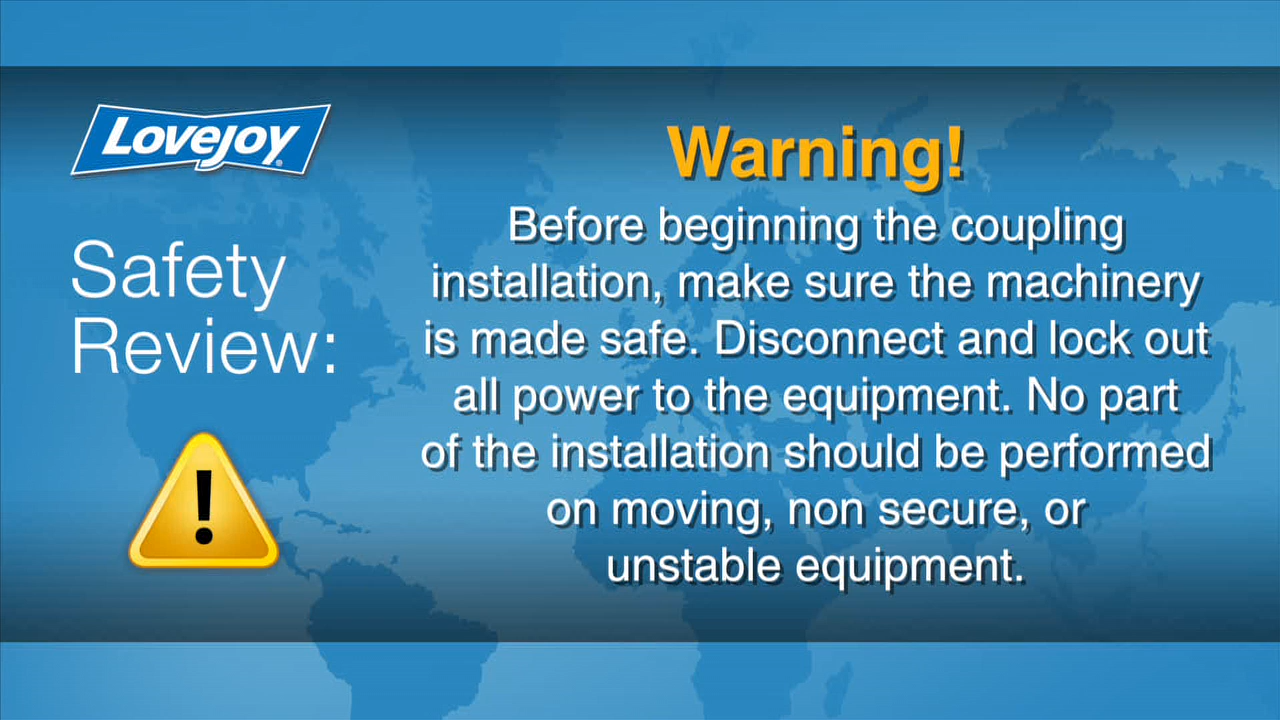 Lovejoy®
Safety
Review:
!
Warning!
Before beginning the coupling
installation, make sure the machinery
is made safe. Disconnect and lock out
all power to the equipment. No part
of the installation should be performed
on moving, non secure, or
unstable equipment.